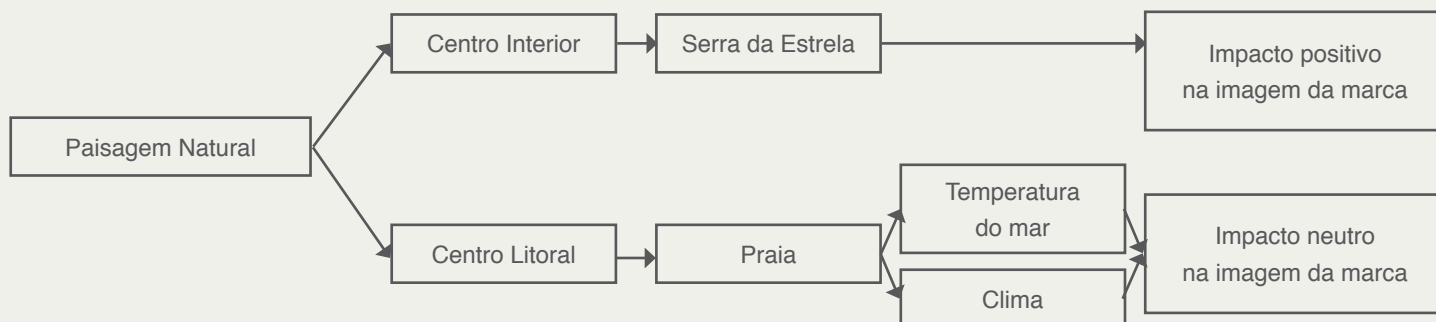 Centro Interior
Serra da Estrela
Impacto positivo
na imagem da marca
Paisagem Natural
Temperatura
do mar
Centro Litoral
Praia
Impacto neutro
na imagem da marca
Clima